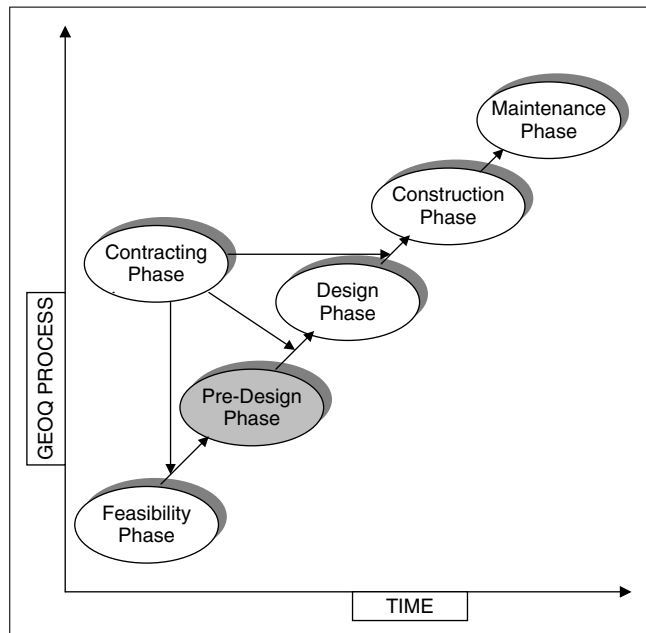 Maintenance
Phase
Construction
Phase
Contracting
Phase
Design
Phase
Pre-Design
Phase
Feasibility
Phase
GEOQ PROCESS
TIME